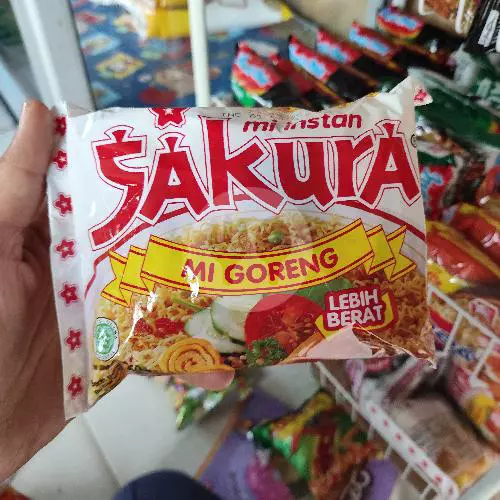 mi instan
SAKURA
MI GORENG
LEBIH
BERAT